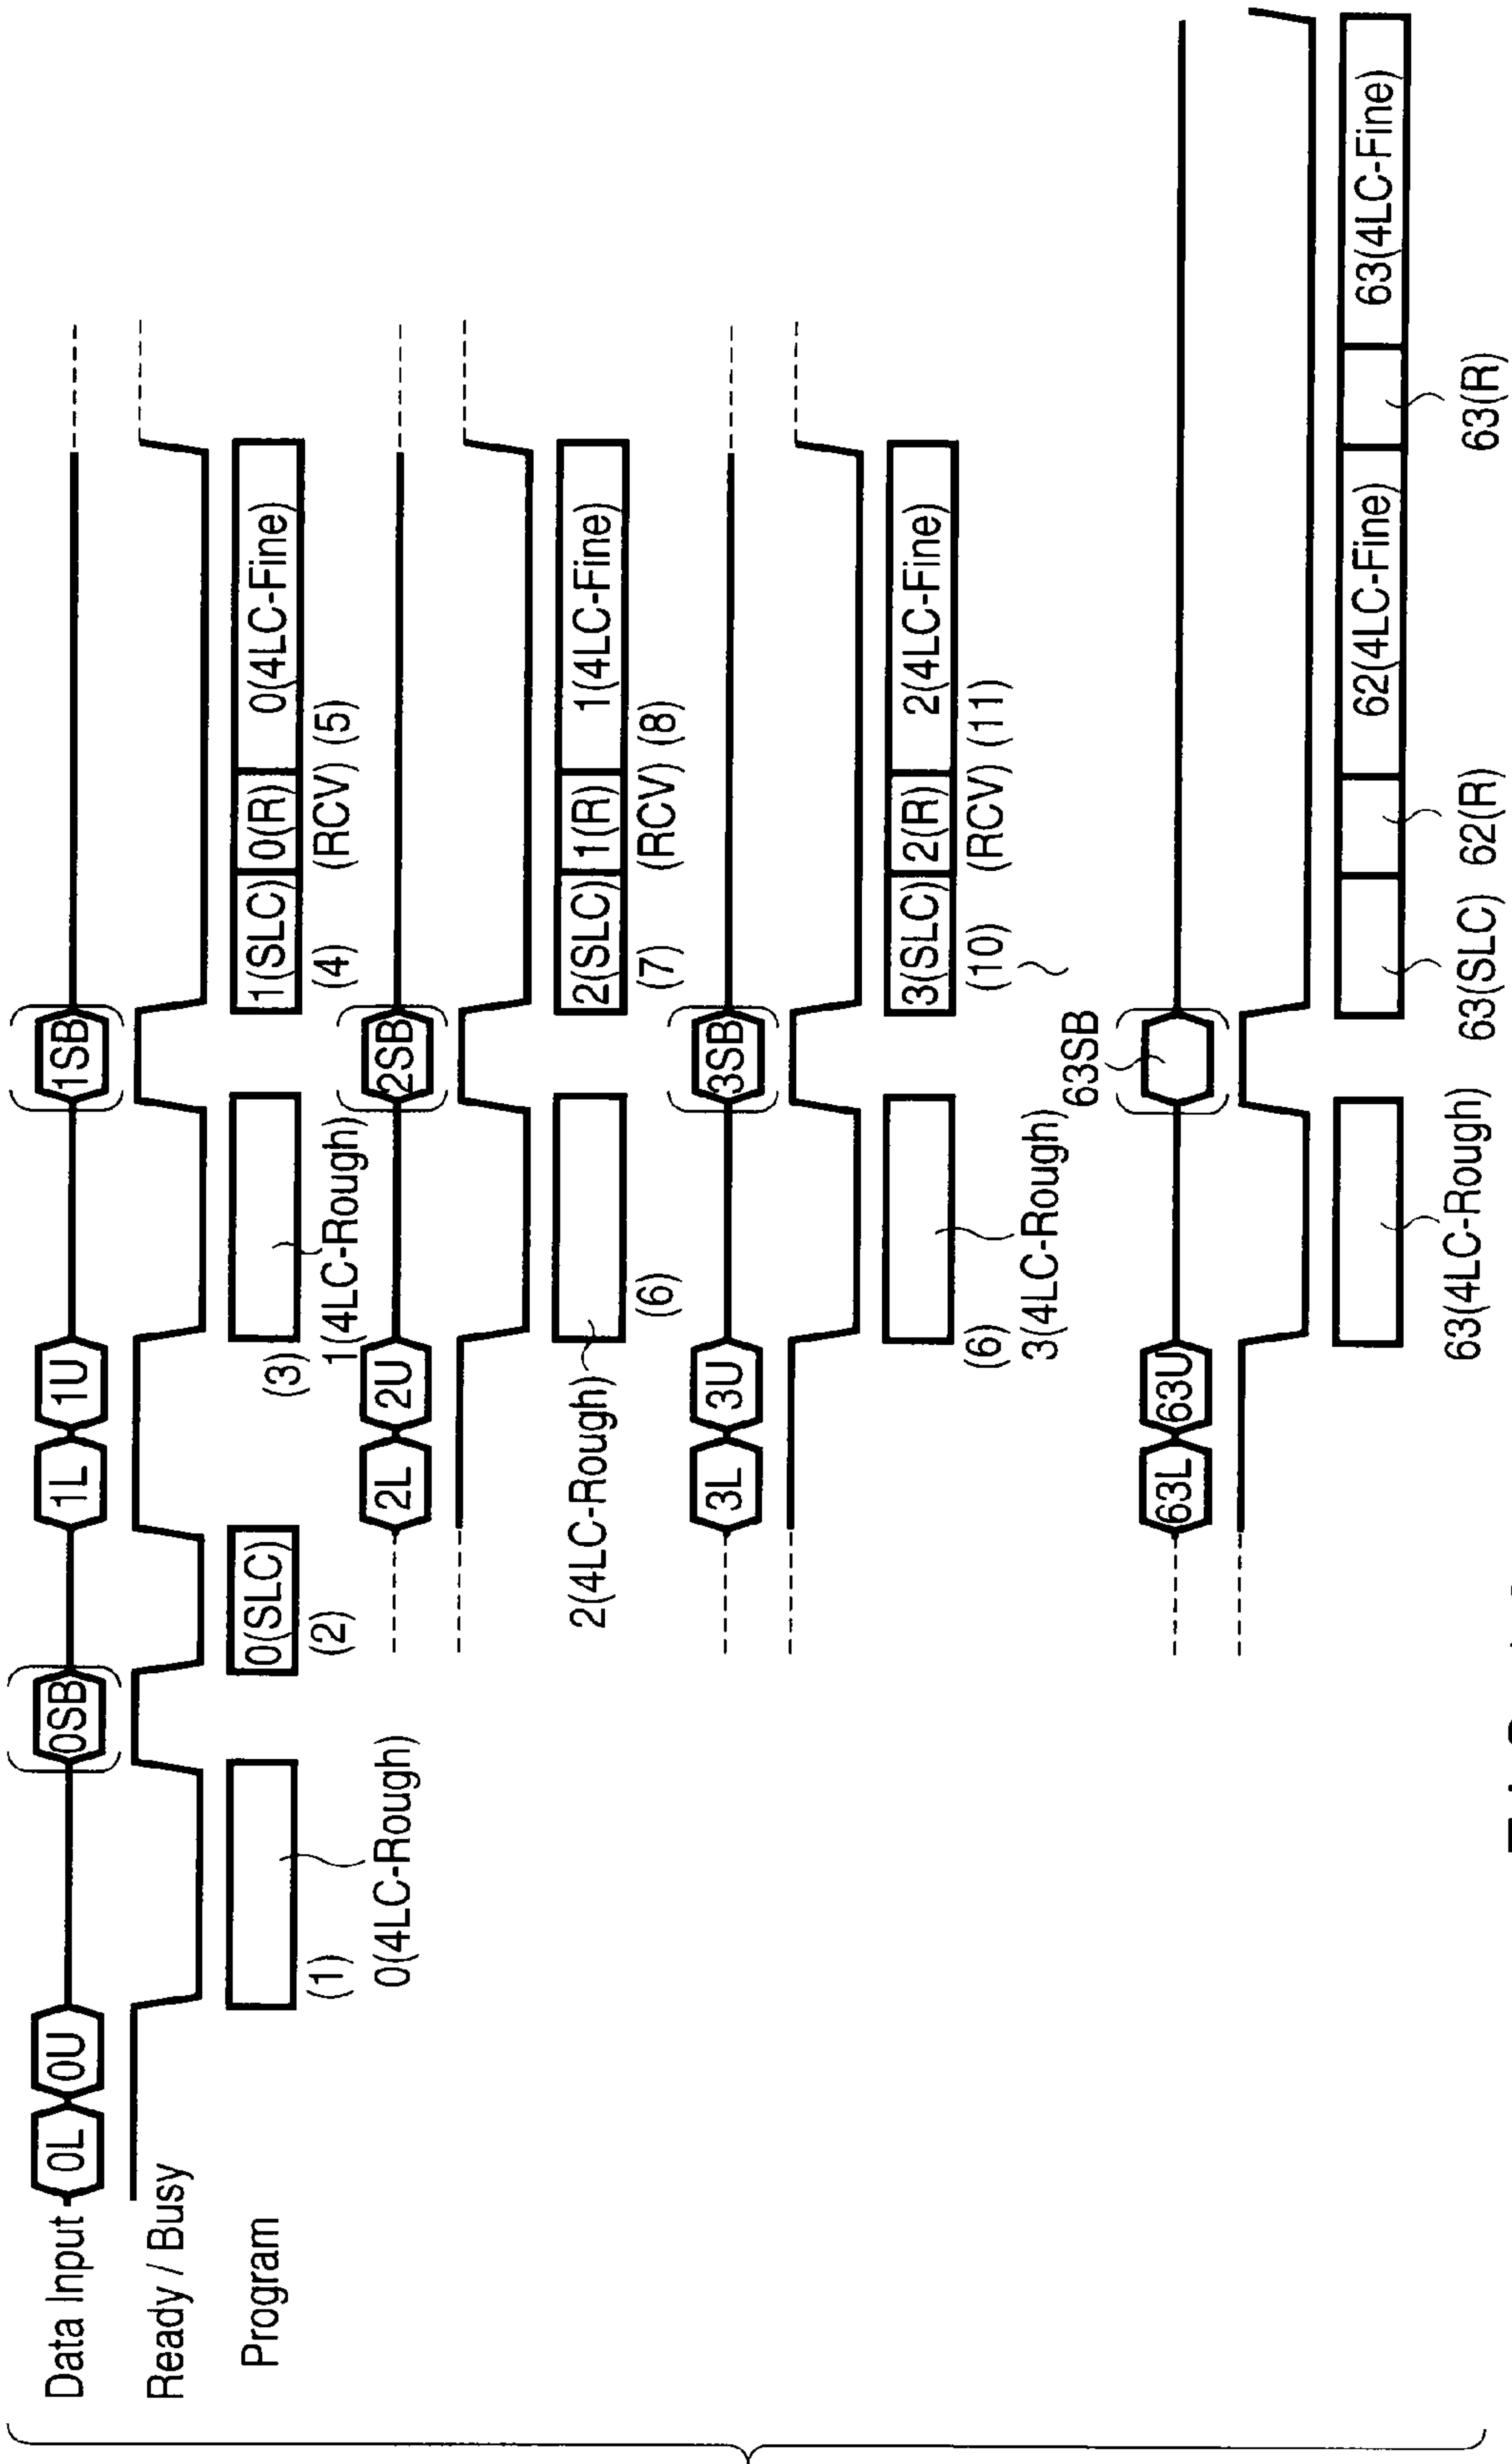 Data Input
0L
0U
0SB
1L
1U
1SB
Ready / Busy
Program
0(SLC)
1(SLC)
0(R)
0(4LC-Fine)
(1)
(2)
(3)
(4)
(RCV)
(5)
0(4LC-Rough)
1(4LC-Rough)
2L
2U
2SB
2(SLC)
1(R)
1(4LC-Fine)
2(4LC-Rough)
(6)
(7)
(RCV)
(8)
3L
3U
3SB
3(SLC)
2(R)
2(4LC-Fine)
(6)
(10)
(RCV)
(11)
3(4LC-Rough)
63SB
63L
63U
62(4LC-Fine)
63(4LC-Fine)
63(4LC-Rough)
63(SLC)
62(R)
63(R)